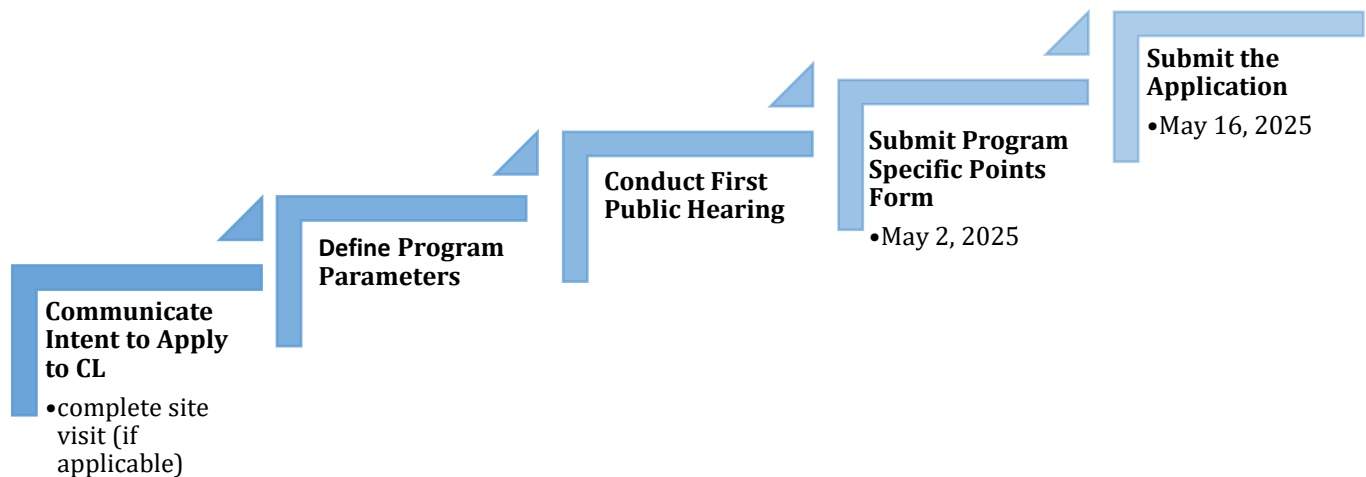 Communicate
Intent to Apply
to CL
•complete site
visit (if
applicable)
Define Program
Parameters
Conduct First
Public Hearing
Submit Program
Specific Points
Form
•May 2, 2025
Submit the
Application
•May 16, 2025